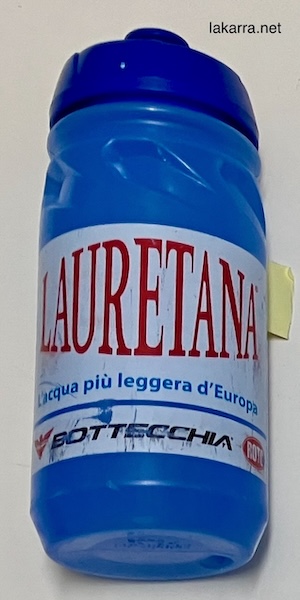 lakarra.net
LAURETANA
L'acqua più leggera d'Europa
BOTTECCHIA